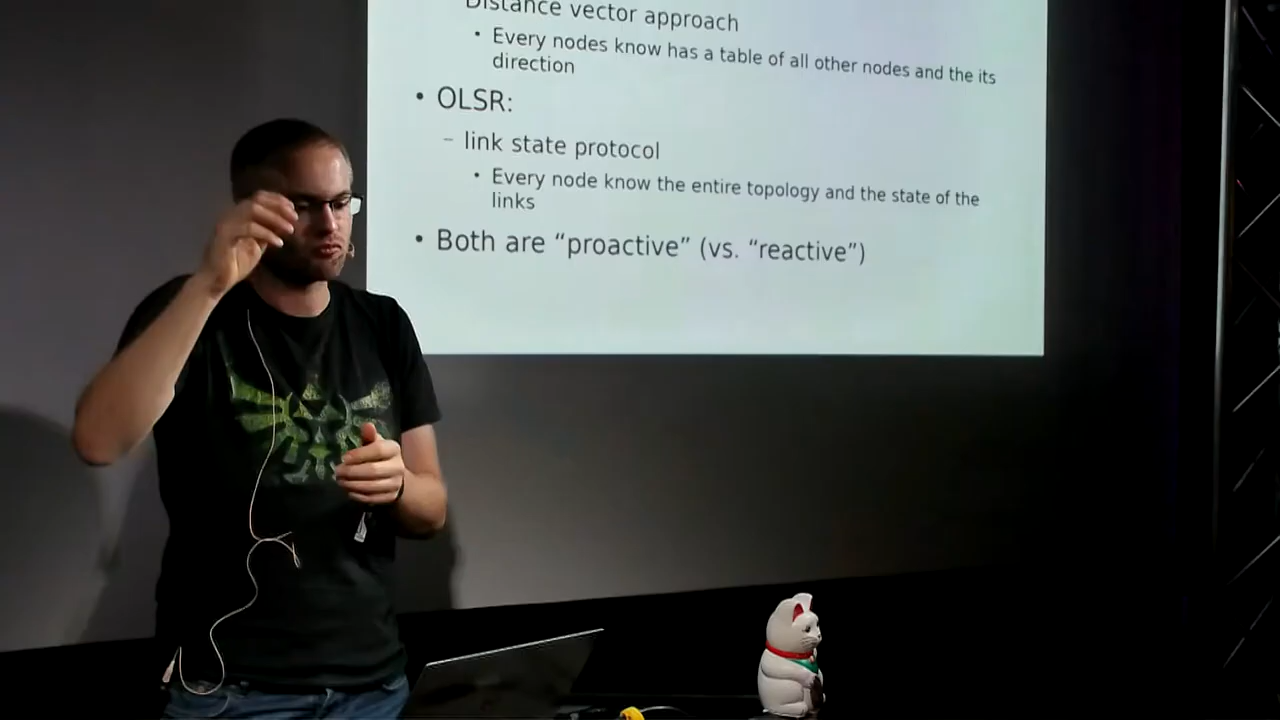 Distance vector approach
• Every nodes know has a table of all other nodes and the its
direction
• OLSR:
– link state protocol
• Every node know the entire topology and the state of the
links
• Both are “proactive” (vs. “reactive”)